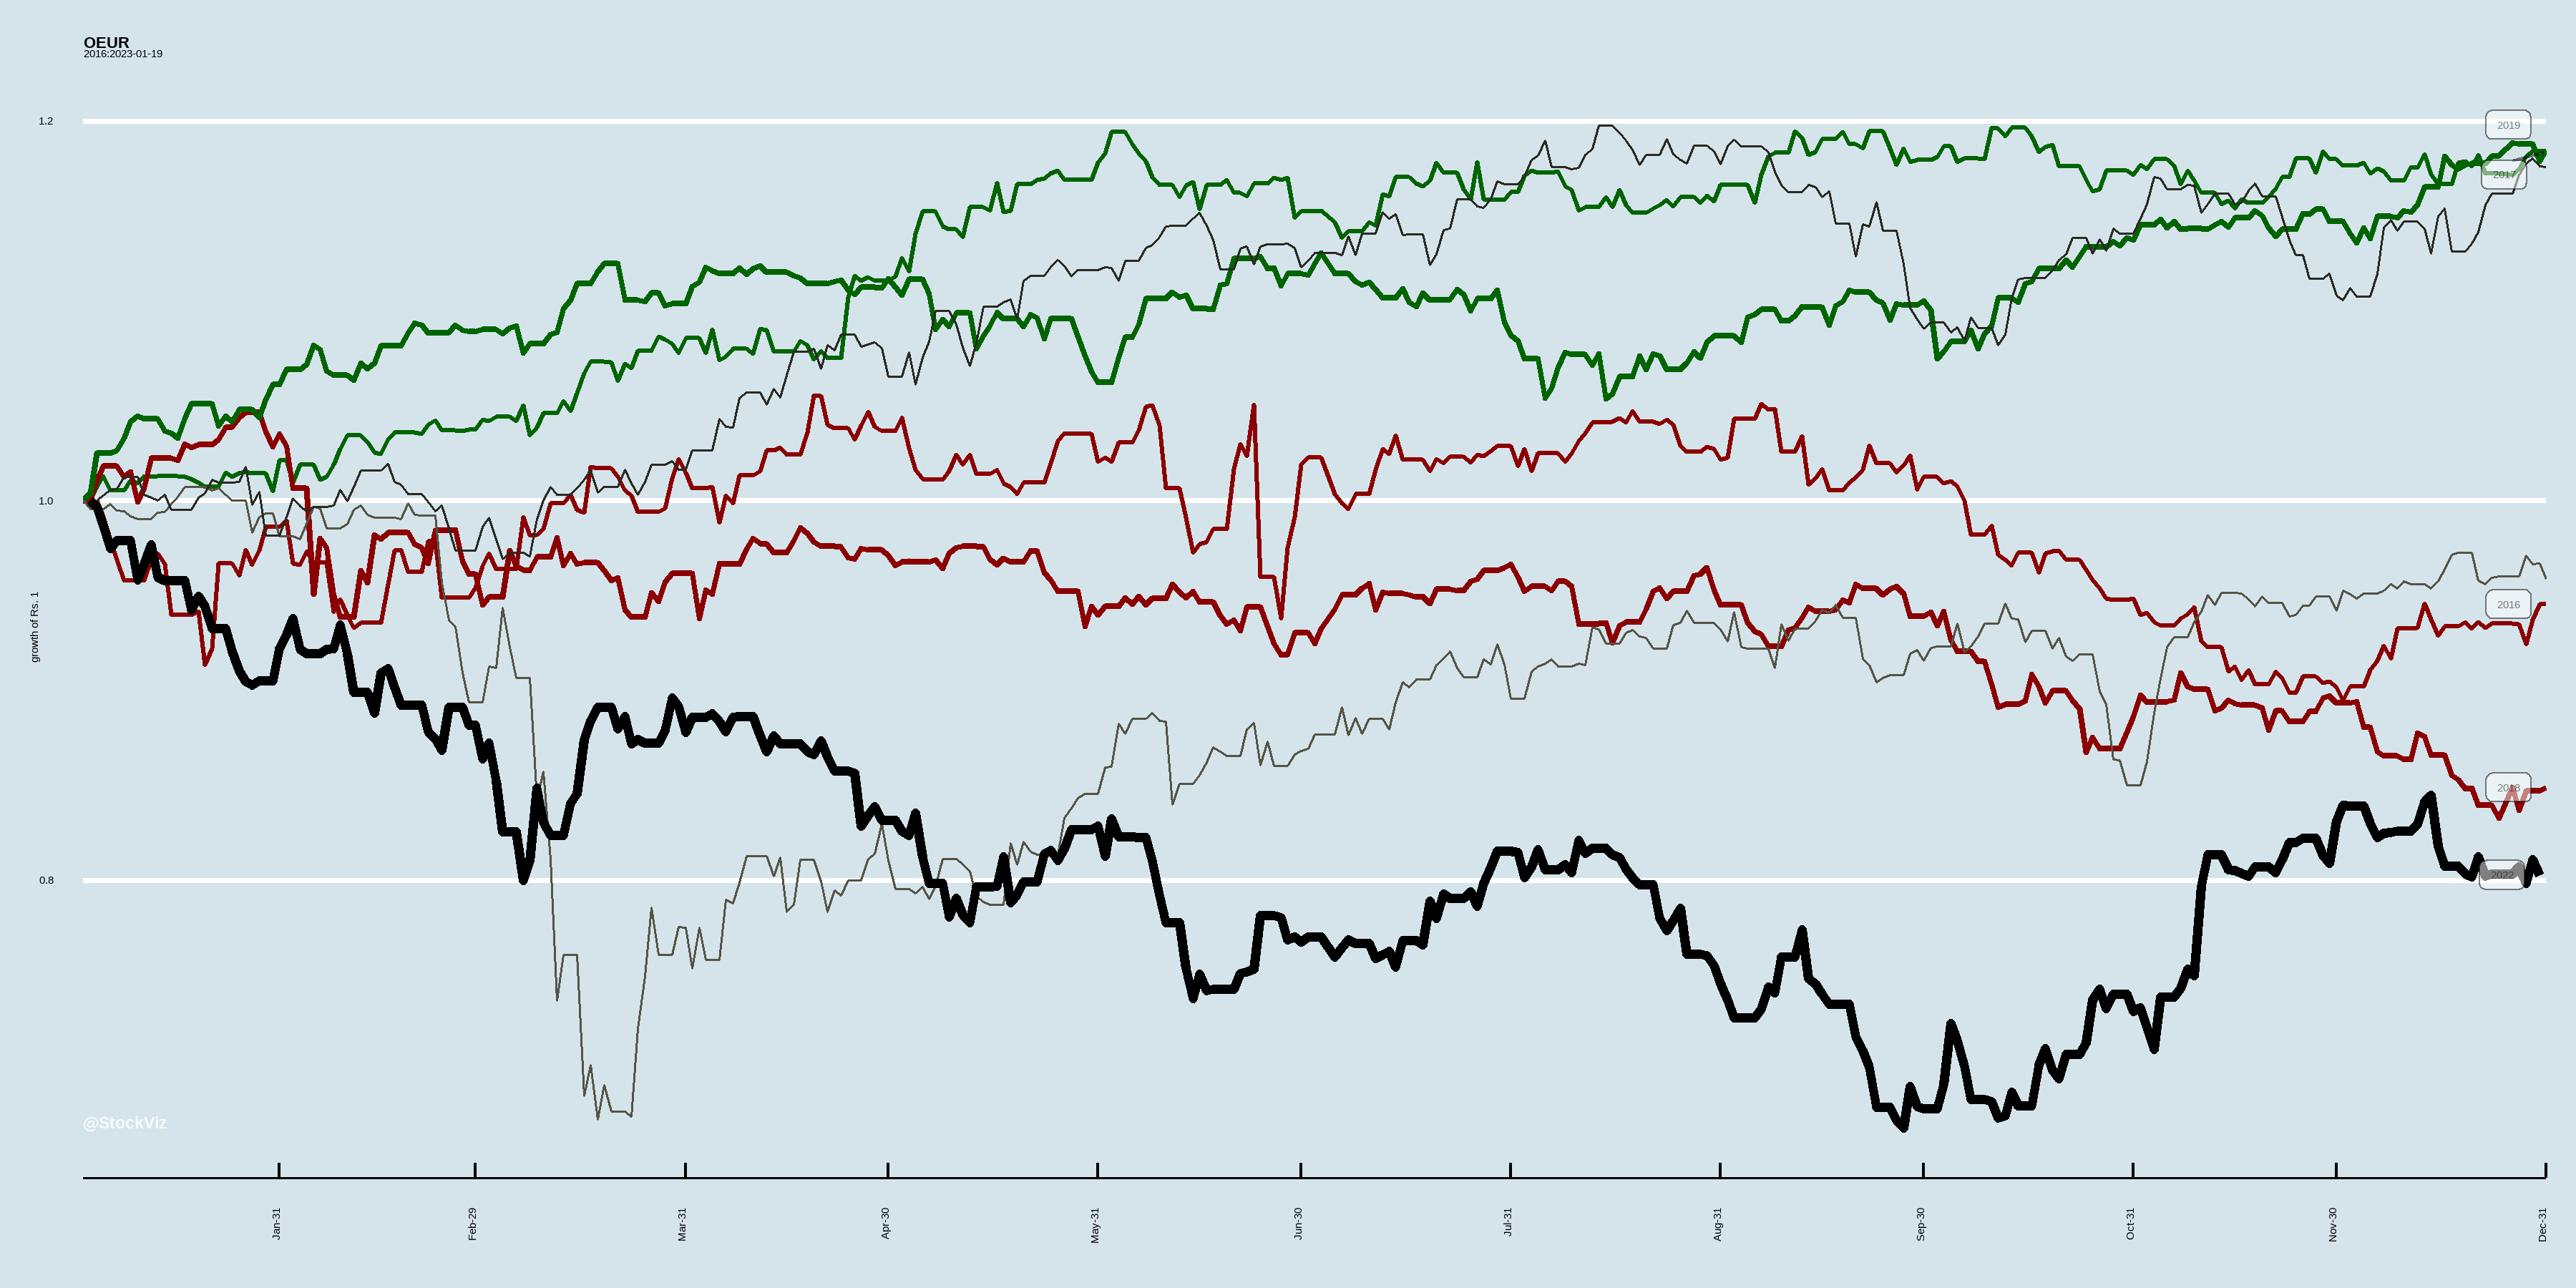 OEUR
2016:2023-01-19
1.2
1.0
0.8
growth of Rs. 1
2019
2017
2016
2018
2022
@StockViz
Jan-31
Feb-29
Mar-31
Apr-30
May-31
Jun-30
Jul-31
Aug-31
Sep-30
Oct-31
Nov-30
Dec-31